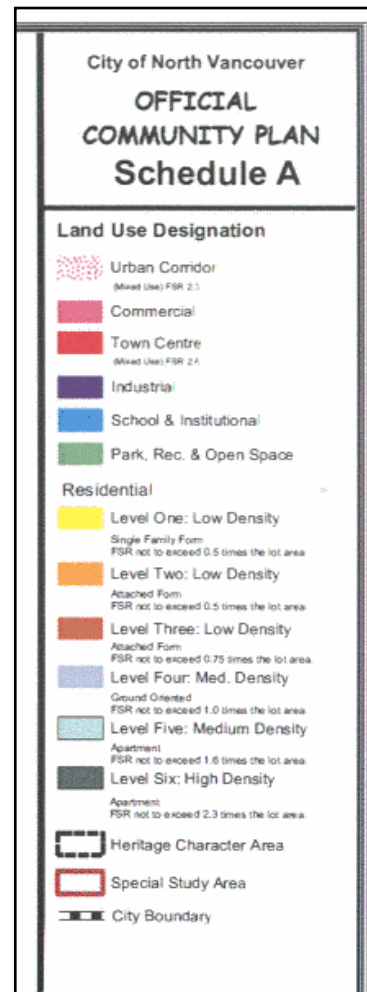 City of North Vancouver
OFFICIAL
COMMUNITY PLAN
Schedule A
Land Use Designation
Urban Corridor
(Mixed Use) FSR
Commercial
Town Centre
(Mixed Use) FSR
Industrial
School & Institutional
Park, Rec. & Open Space
Residential
Level One: Low Density
Single Family Form
FSR not to exceed 0.5 times the lot area.
Level Two: Low Density
Attached Form
FSR not to exceed 0.5 times the lot area.
Level Three: Low Density
Attached Form
FSR not to exceed 0.75 times the lot area.
Level Four: Med. Density
Ground Oriented
FSR not to exceed 1.0 times the lot area.
Level Five: Medium Density
Apartment
FSR not to exceed 1.6 times the lot area.
Level Six: High Density
Apartment
FSR not to exceed 2.3 times the lot area.
Heritage Character Area
Special Study Area
City Boundary